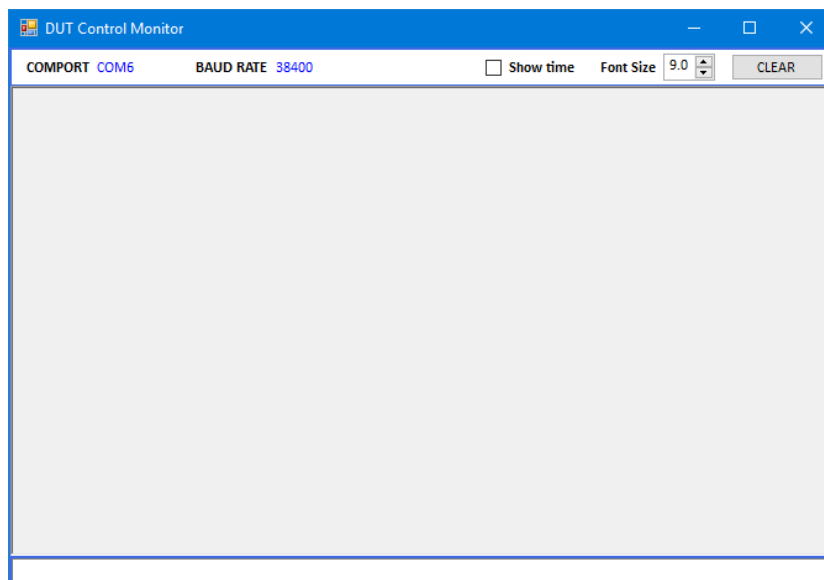 DUT Control Monitor
COMPORT COM6 BAUD RATE 38400 Show time Font Size 9.0 CLEAR